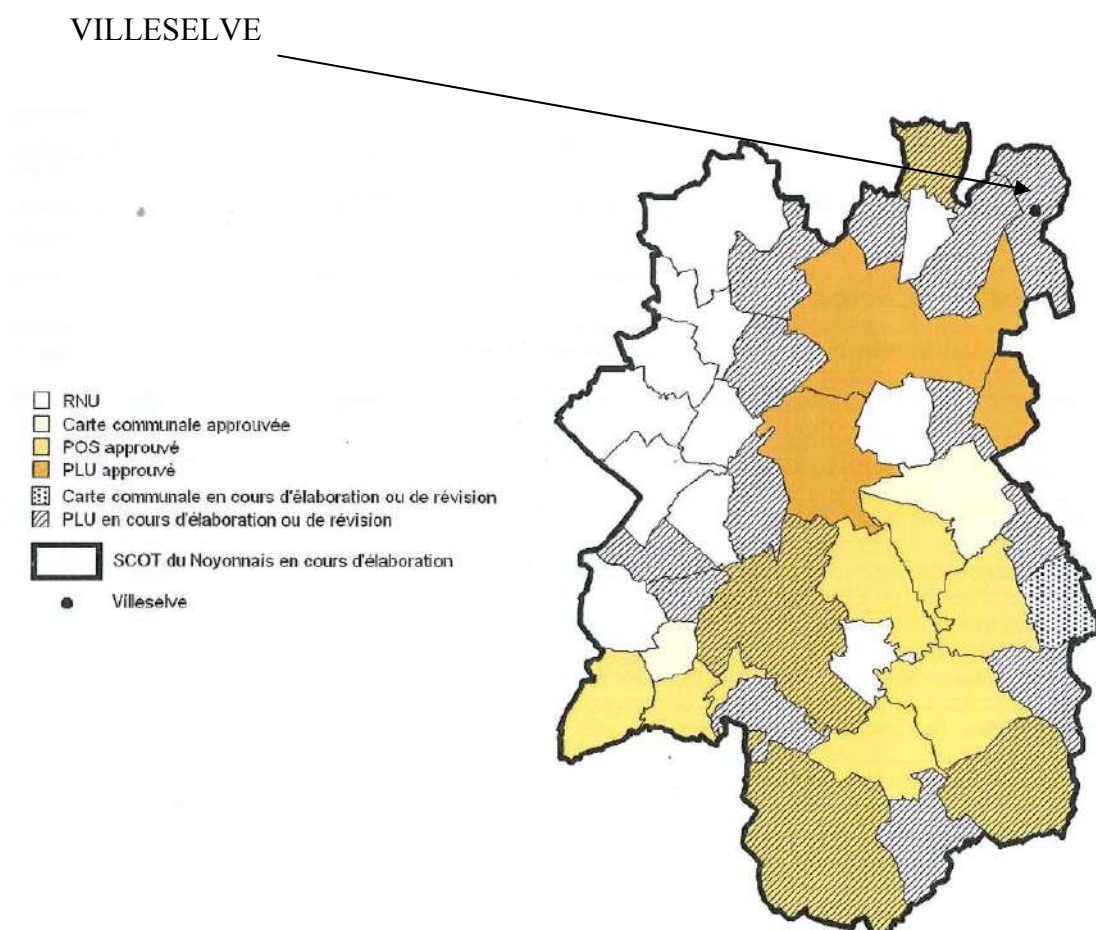 VILLESELVE
RNU
Carte communale approuvée
POS approuvé
PLU approuvé
Carte communale en cours d'élaboration ou de révision
PLU en cours d'élaboration ou de révision
SCOT du Noyonnais en cours d'élaboration
Villeselve